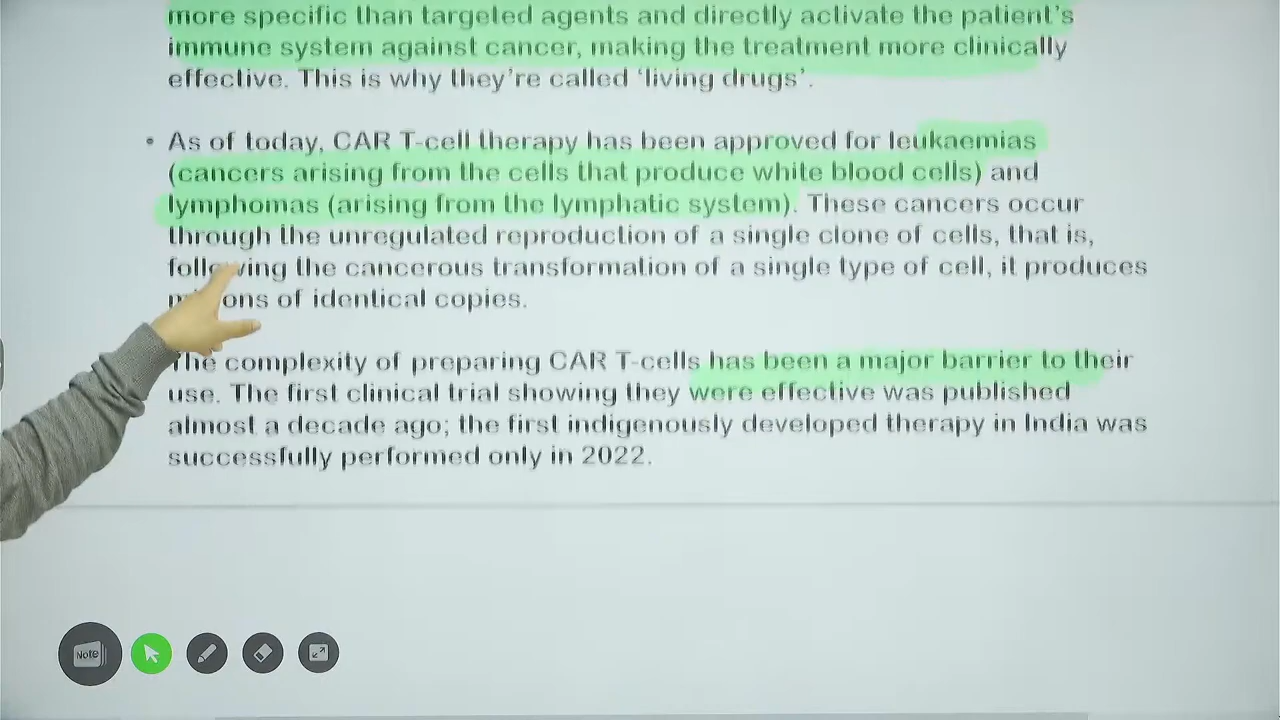 more specific than targeted agents and directly activate the patient's
immune system against cancer, making the treatment more clinically
effective. This is why they're called 'living drugs'.
• As of today, CAR T-cell therapy has been approved for leukaemias
(cancers arising from the cells that produce white blood cells) and
lymphomas (arising from the lymphatic system). These cancers occur
through the unregulated reproduction of a single clone of cells, that is,
the cancerous transformation of a single type of cell, it produces
of identical copies.
The complexity of preparing CAR T-cells has been a major barrier to their
use. The first clinical trial showing they were effective was published
almost a decade ago; the first indigenously developed therapy in India was
successfully performed only in 2022.
Note